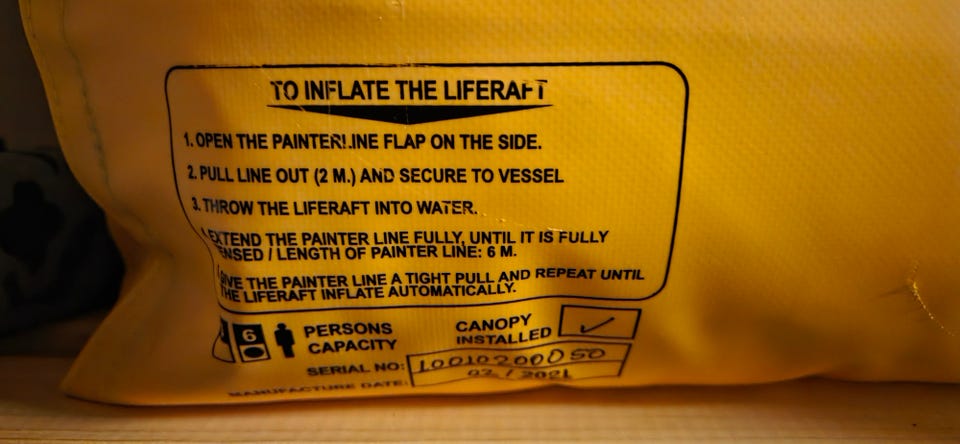 TO INFLATE THE LIFERAFT
1. OPEN THE PAINTERLINE FLAP ON THE SIDE.
2. PULL LINE OUT (2 M.) AND SECURE TO VESSEL
3. THROW THE LIFERAFT INTO WATER.
EXTEND THE PAINTER LINE FULLY, UNTIL IT IS FULLY
/ LENGTH OF PAINTER LINE: 6 M.
THE PAINTER LINE A TIGHT PULL AND REPEAT UNTIL
THE LIFERAFT INFLATE AUTOMATICALLY.
6 PERSONS
CAPACITY
CANOPY
INSTALLED ✓
SERIAL NO:
MANUFACTURE DATE: 02 / 2021